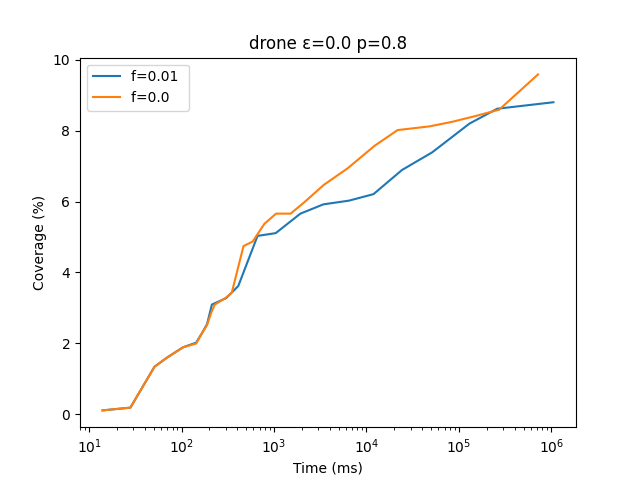 drone ε=0.0 p=0.8
f=0.01
f=0.0
Coverage (%)
10
8
6
4
2
0
10¹
10²
10³
10⁴
10⁵
10⁶
Time (ms)